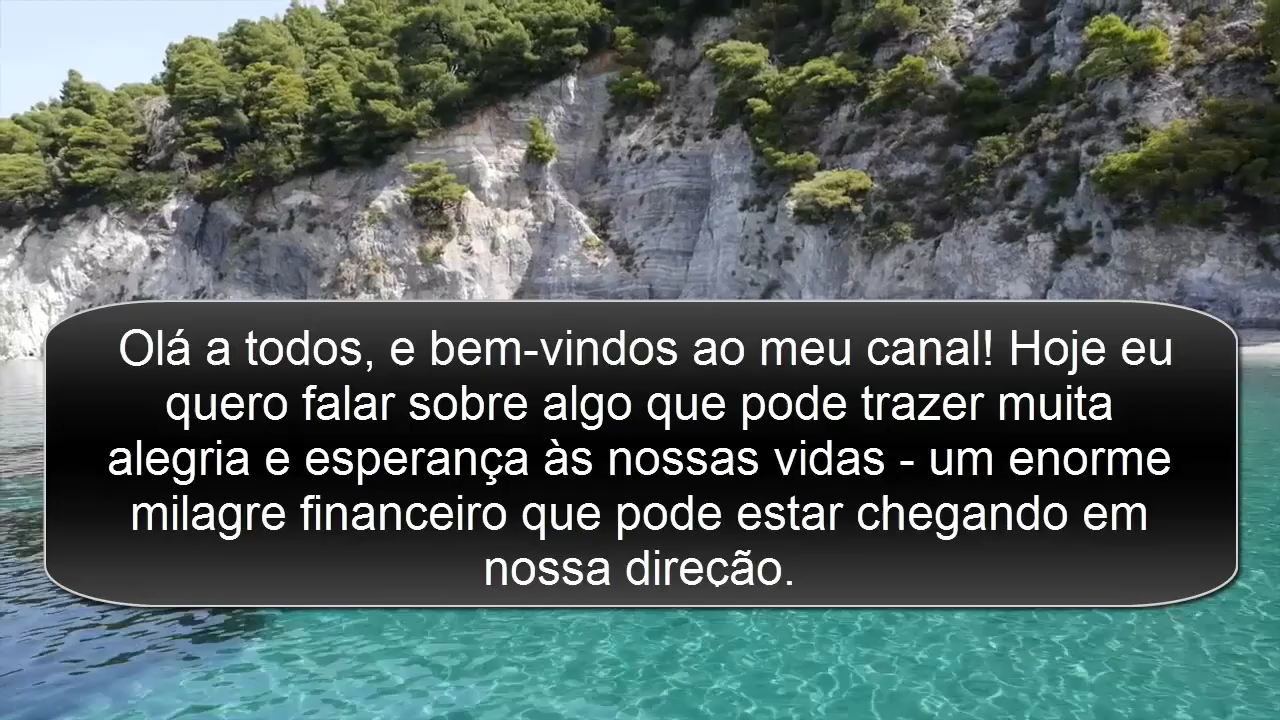 Olá a todos, e bem-vindos ao meu canal! Hoje eu
quero falar sobre algo que pode trazer muita
alegria e esperança às nossas vidas - um enorme
milagre financeiro que pode estar chegando em
nossa direção.